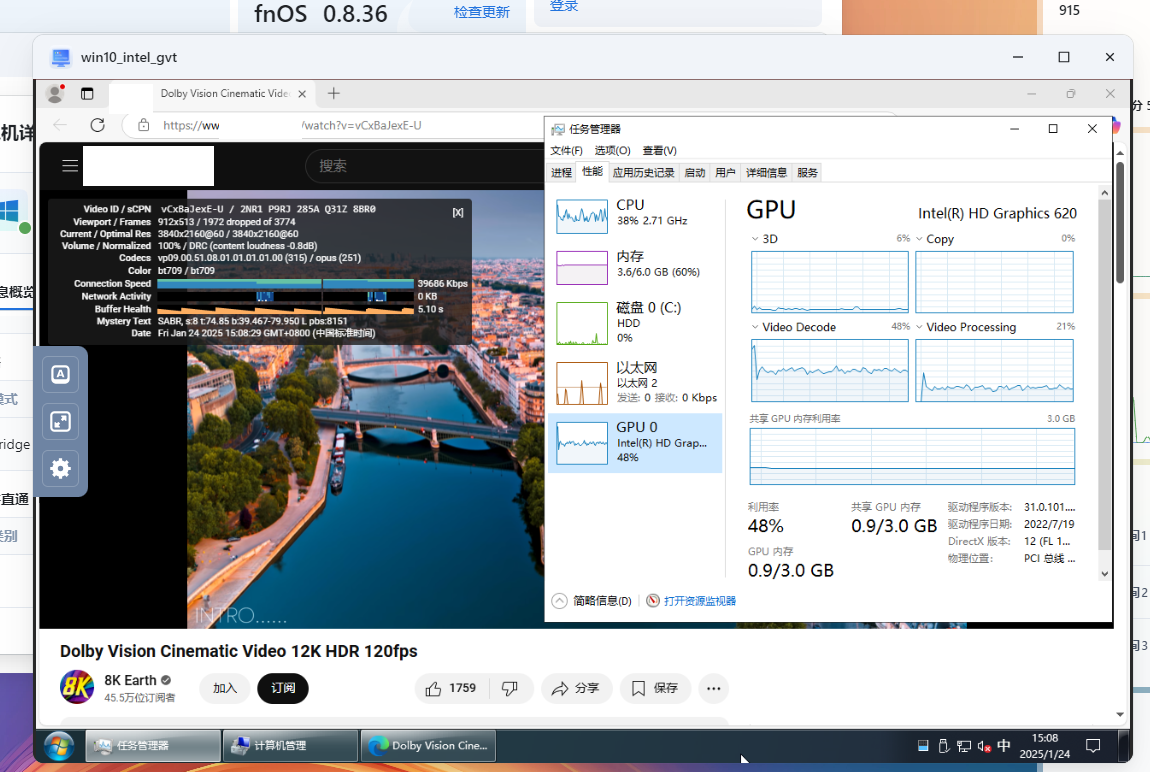 fnOS 0.8.36
检查更新
登录
915
win10_intel_gvt
Dolby Vision Cinematic Vide
https://ww
/watch?v=vCxBaJexE-U
搜索
Video ID / sCPN vCxBaJexE-U / 2NR1 P9RJ 285A Q31Z 8BR0
[X]
Viewport / Frames 912x513 / 1972 dropped of 3774
Current / Optimal Res 3840x2160@60 / 3840x2160@60
Volume / Normalized 100% / DRC (content loudness -0.8dB)
Codecs vp09.00.51.08.01.01.01.01.00 (315) / opus (251)
Color bt709 / bt709
Connection Speed 39686 Kbps
Network Activity 0 KB
Buffer Health 5.10 s
Mystery Text SABR, s:8 t:74.85 b:39.467-79.950 L pbs:8151
Date Fri Jan 24 2025 15:08:29 GMT+0800 (中国标准时间)
INTRO......
任务管理器
文件(F) 选项(O) 查看(V)
进程 性能 应用历史记录 启动 用户 详细信息 服务
CPU
38% 2.71 GHz
内存
3.6/6.0 GB (60%)
磁盘 0 (C:)
HDD
0%
以太网
以太网 2
发送: 0 接收: 0 Kbps
GPU 0
Intel(R) HD Grap...
48%
GPU
Intel(R) HD Graphics 620
3D 6%
Copy 0%
Video Decode 48%
Video Processing 21%
共享 GPU 内存利用率 3.0 GB
利用率
48%
共享 GPU 内存
0.9/3.0 GB
GPU 内存
0.9/3.0 GB
驱动程序版本: 31.0.101....
驱动程序日期: 2022/7/19
DirectX 版本: 12 (FL 1...
物理位置: PCI 总线 ...
简略信息(D)
打开资源监视器
Dolby Vision Cinematic Video 12K HDR 120fps
8K
8K Earth
45.5万位订阅者
加入
订阅
1759
分享
保存
任务管理器
计算机管理
Dolby Vision Cine...
中
15:08
2025/1/24
机详
息概览
A
模式
ridge
直通
类别
分 5
间1
间2
间3